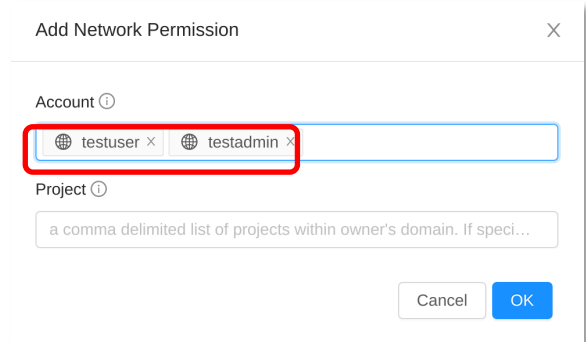 Add Network Permission
Account
testuser testadmin
Project
a comma delimited list of projects within owner's domain. If speci…
Cancel OK